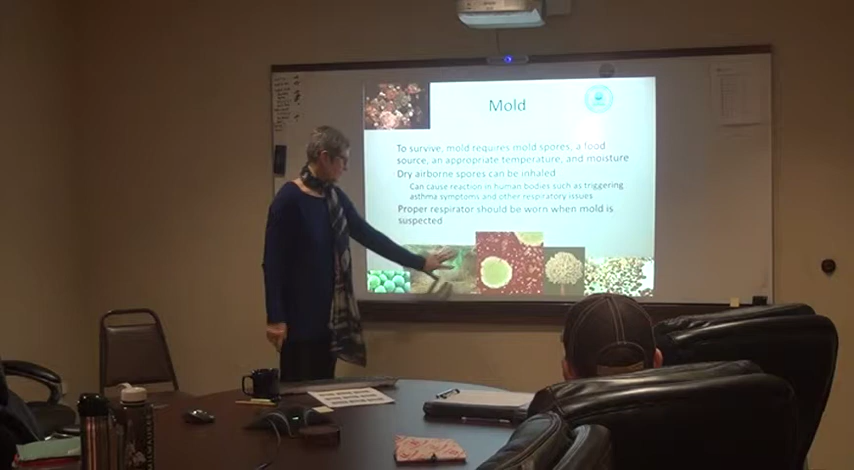 Mold
To survive, mold requires mold spores, a food
source, an appropriate temperature, and moisture
Dry airborne spores can be inhaled
Can cause reaction in human bodies such as triggering
asthma symptoms and other respiratory issues
Proper respirator should be worn when mold is
suspected